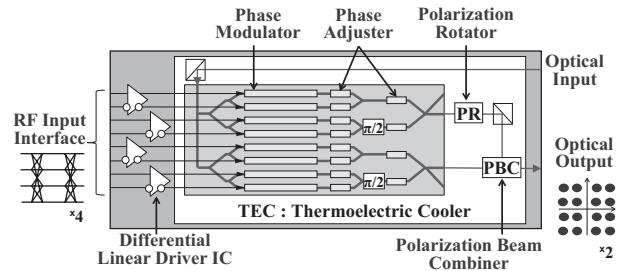 Phase
Modulator
Phase
Adjuster
Polarization
Rotator
Optical
Input
RF Input
Interface
π/2
PR
π/2
PBC
Optical
Output
×4
TEC : Thermoelectric Cooler
×2
Differential
Linear Driver IC
Polarization Beam
Combiner